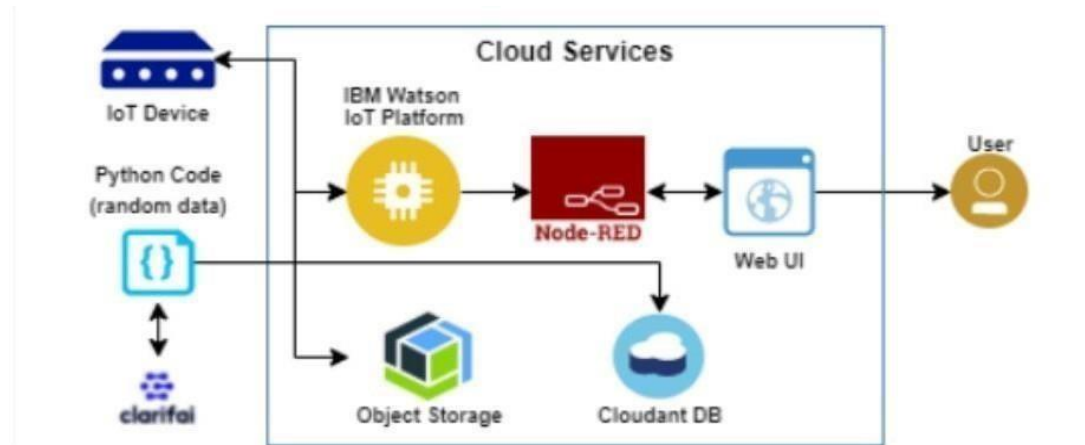 Cloud Services
IoT Device
IBM Watson
IoT Platform
User
Python Code
(random data)
{}
Node-RED
Web UI
clarifai
Object Storage
Cloudant DB